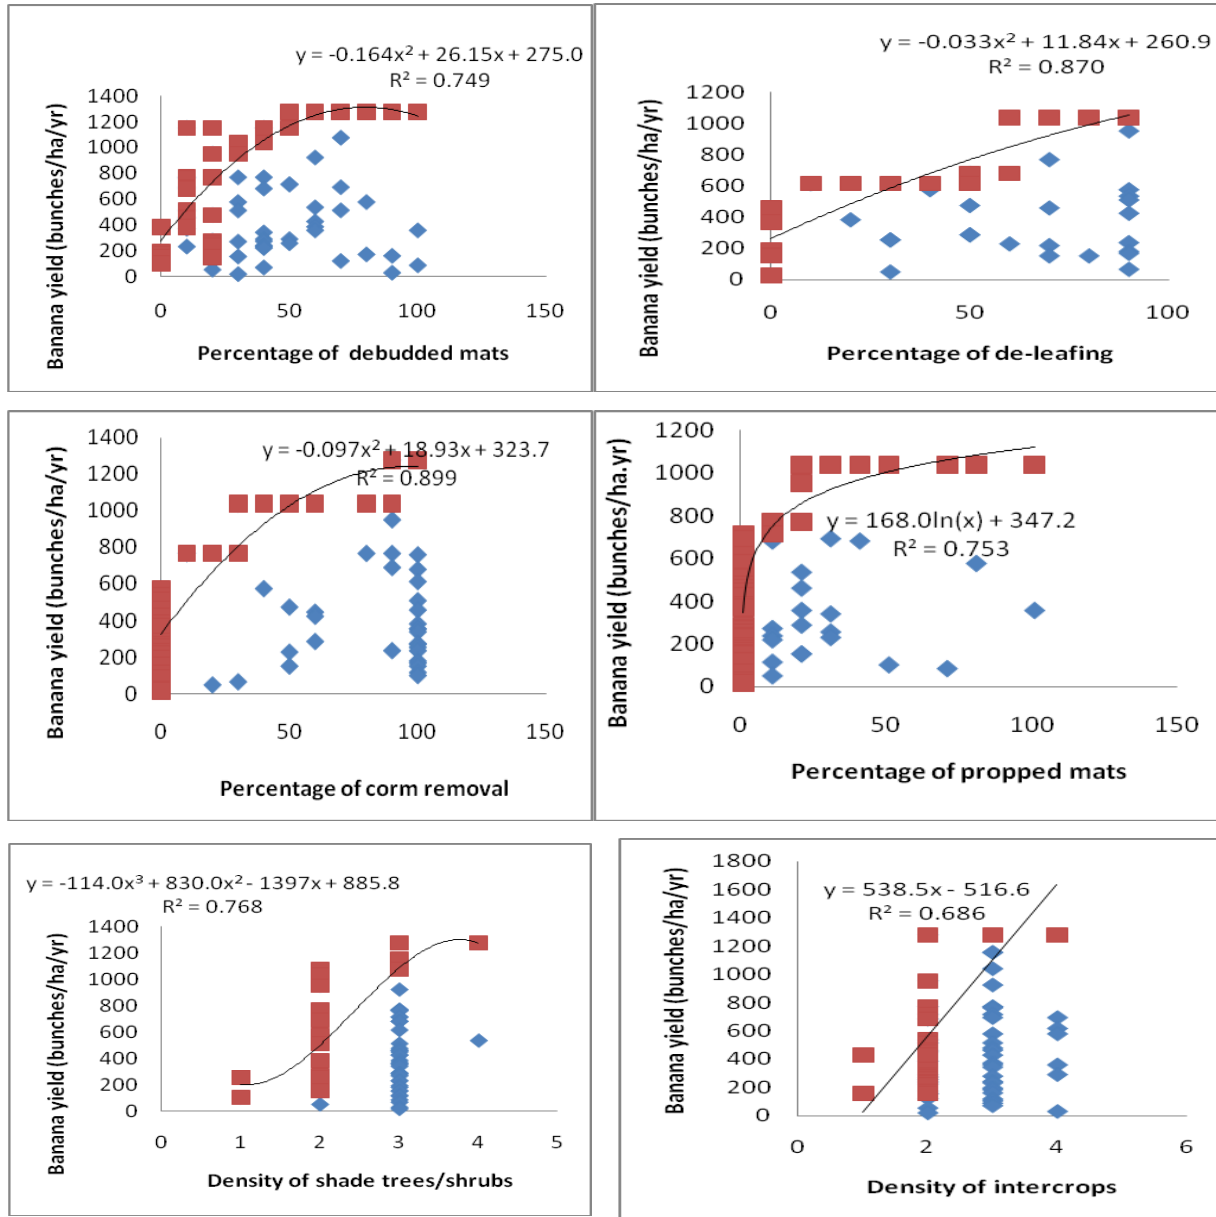 y = -0.164x² + 26.15x + 275.0
R² = 0.749
Banana yield (bunches/ha/yr)
1400
1200
1000
800
600
400
200
0
0 50 100 150
Percentage of debudded mats
y = -0.033x² + 11.84x + 260.9
R² = 0.870
Banana yield (bunches/ha/yr)
1200
1000
800
600
400
200
0
0 50 100
Percentage of de-leafing
y = -0.097x² + 18.93x + 323.7
R² = 0.899
Banana yield (bunches/ha/yr)
1400
1200
1000
800
600
400
200
0
0 50 100 150
Percentage of corm removal
y = 168.0ln(x) + 347.2
R² = 0.753
Banana yield (bunches/ha.yr)
1200
1000
800
600
400
200
0
0 50 100 150
Percentage of propped mats
y = -114.0x³ + 830.0x² - 1397x + 885.8
R² = 0.768
Banana yield (bunches/ha/yr)
1400
1200
1000
800
600
400
200
0
0 1 2 3 4 5
Density of shade trees/shrubs
y = 538.5x - 516.6
R² = 0.686
Banana yield (bunches/ha/yr)
1800
1600
1400
1200
1000
800
600
400
200
0
0 2 4 6
Density of intercrops